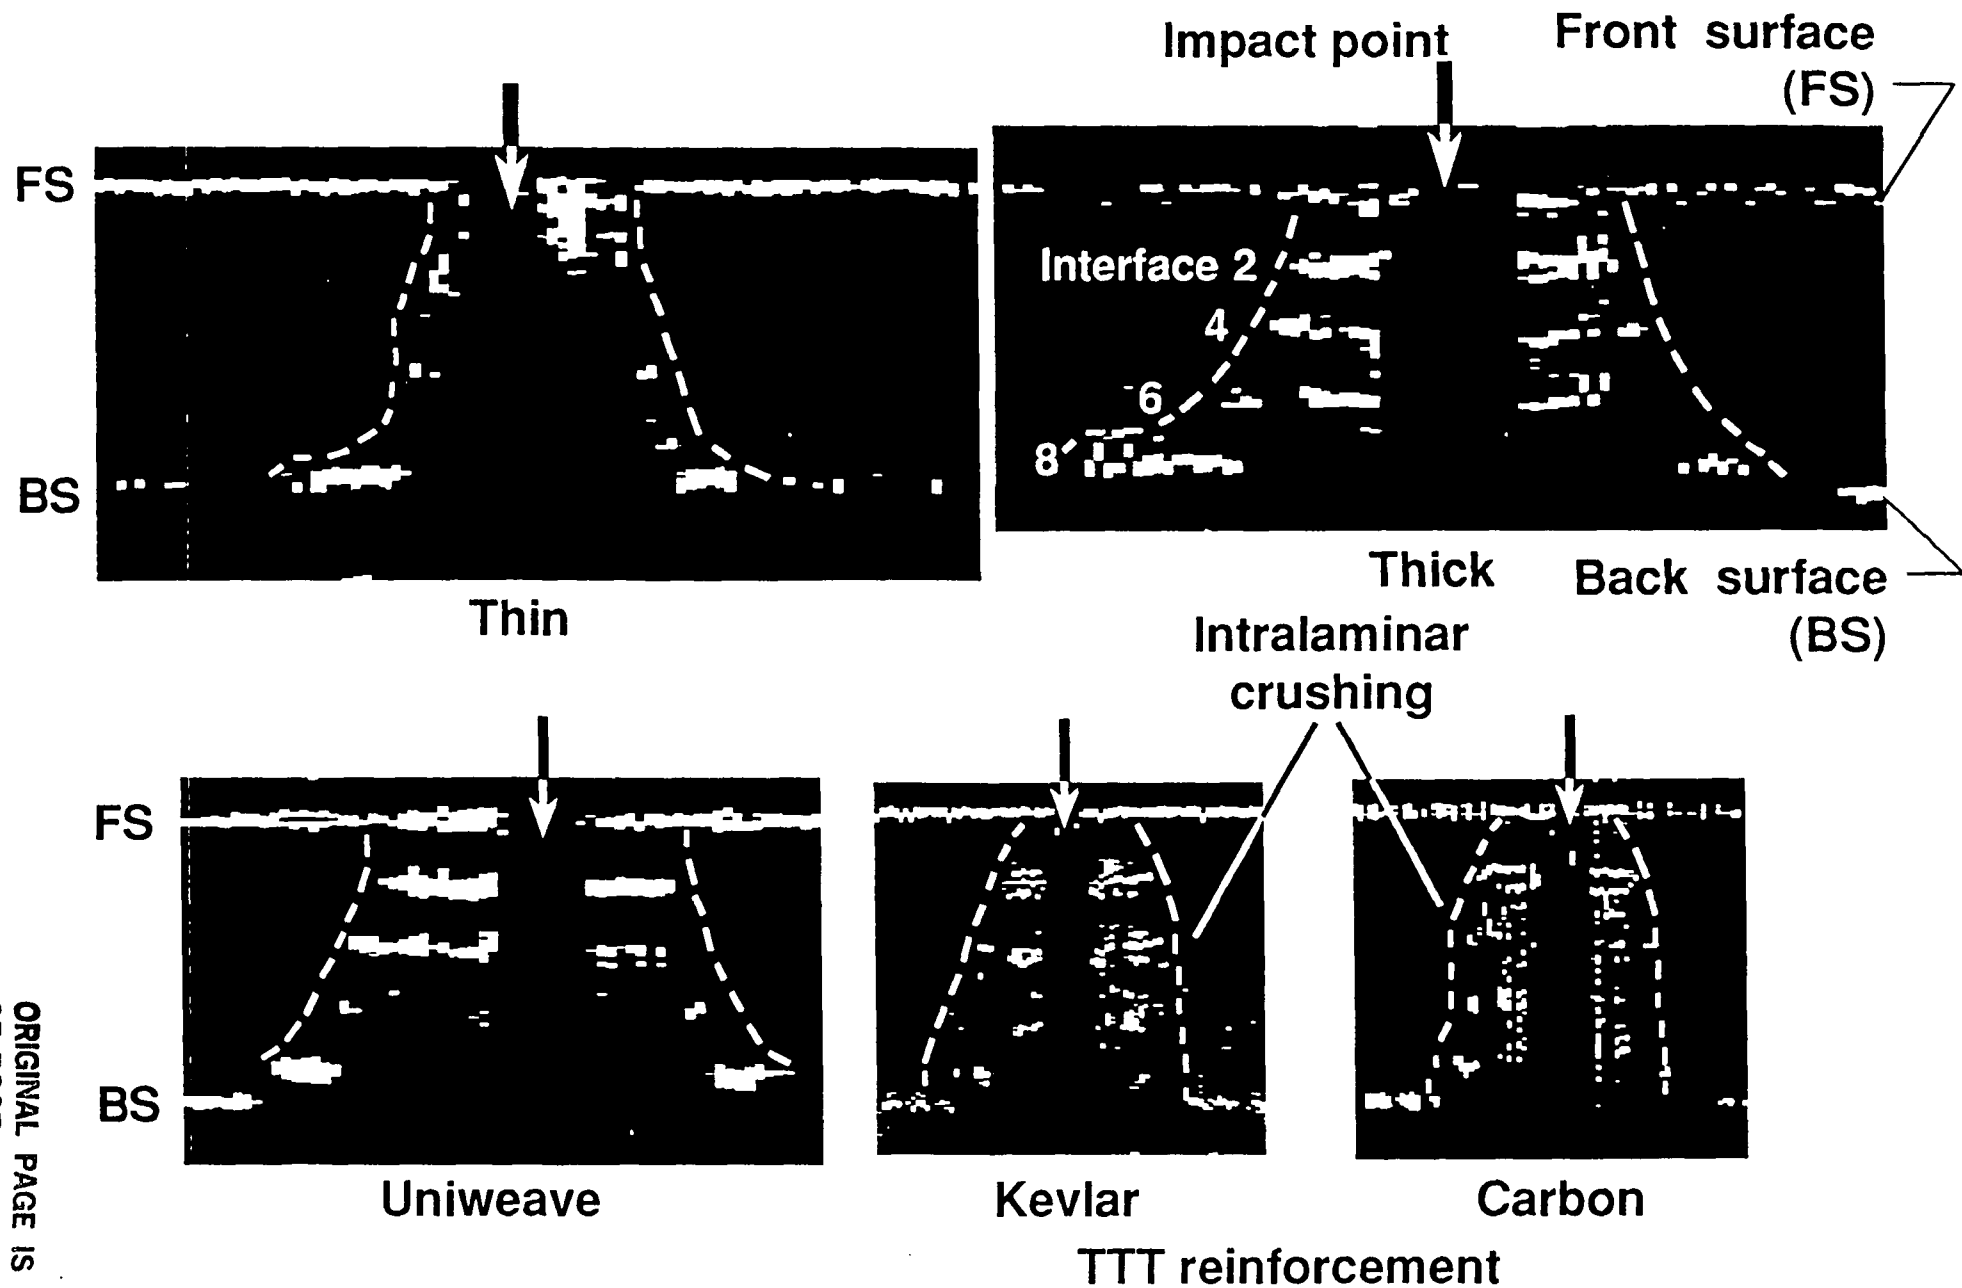 Impact point
Front surface
(FS)
FS
Interface 2
4
6
8
BS
Thin
Thick
Back surface
(BS)
Intralaminar
crushing
FS
BS
Uniweave
Kevlar
Carbon
TTT reinforcement
ORIGINAL PAGE IS